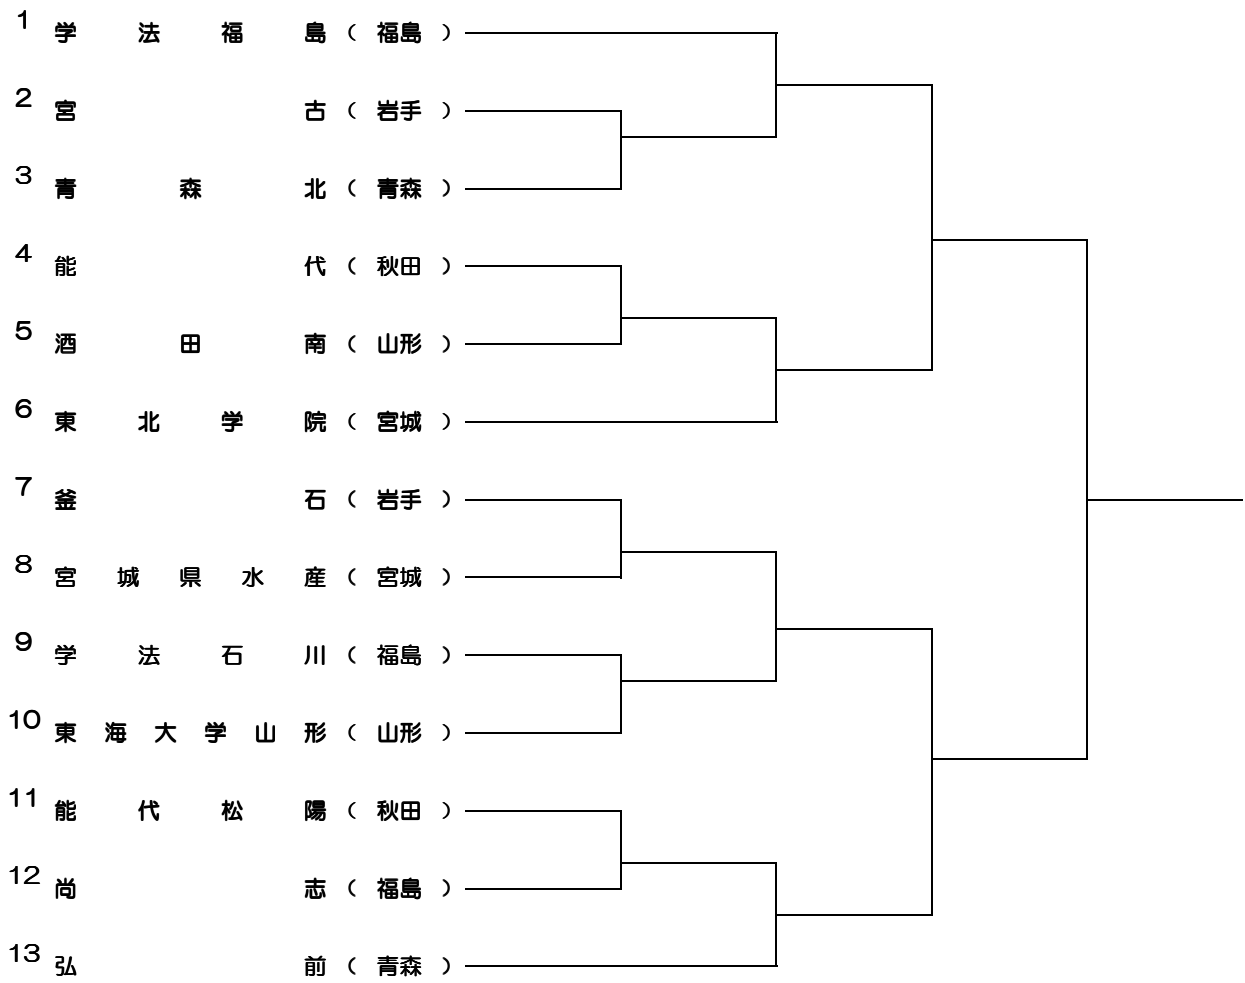 1 学法福島（福島）
2 宮古（岩手）
3 青森北（青森）
4 能代（秋田）
5 酒田南（山形）
6 東北学院（宮城）
7 釜石（岩手）
8 宮城県水産（宮城）
9 学法石川（福島）
10 東海大学山形（山形）
11 能代松陽（秋田）
12 尚志（福島）
13 弘前（青森）